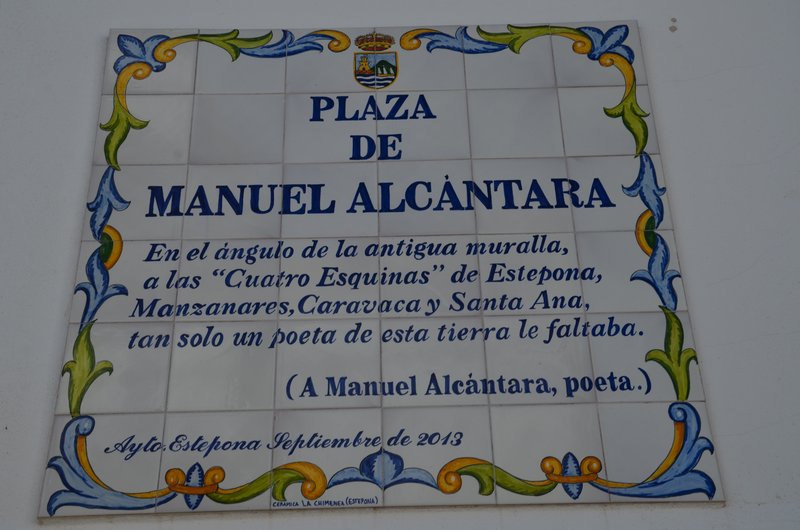 PLAZA
DE
MANUEL ALCÁNTARA
En el ángulo de la antigua muralla,
a las “Cuatro Esquinas” de Estepona,
Manzanares, Caravaca y Santa Ana,
tan solo un poeta de esta tierra le faltaba.
(A Manuel Alcántara, poeta.)
Ayto. Estepona Septiembre de 2013
CERAMICA LA CHIMENEA (ESTEPONA)